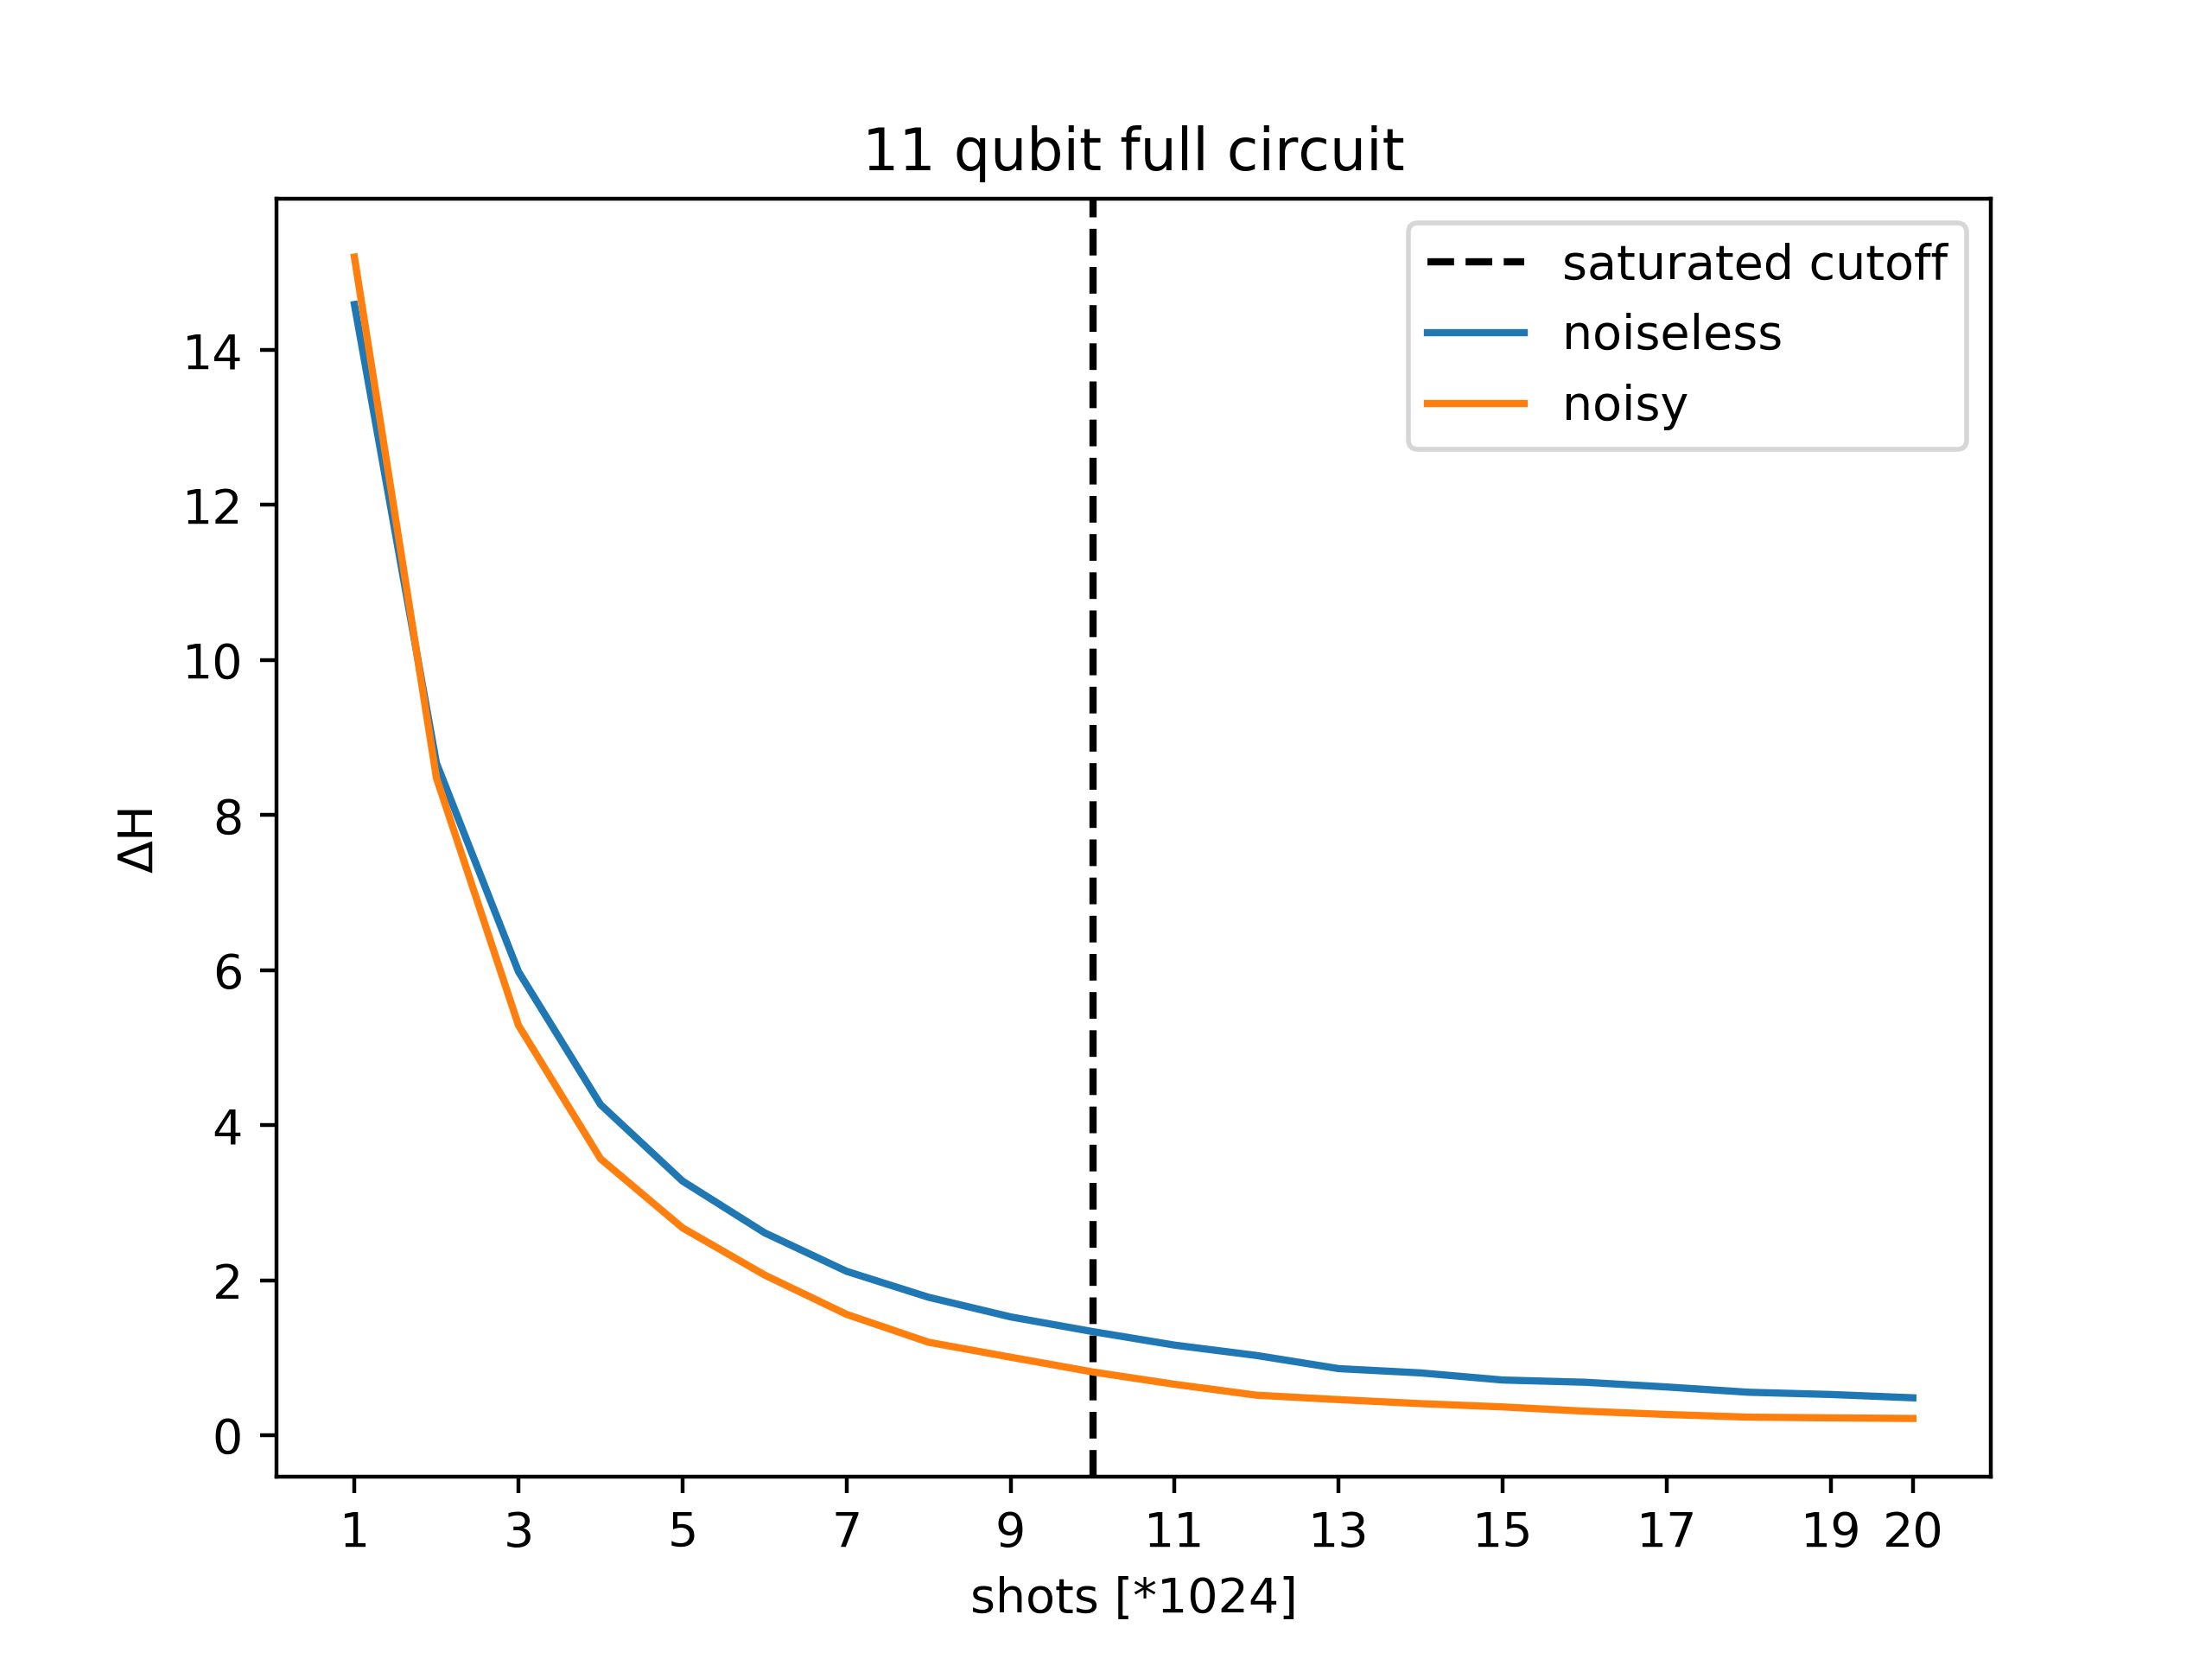 11 qubit full circuit
saturated cutoff
noiseless
noisy
14
12
10
8
6
4
2
0
ΔH
1 3 5 7 9 11 13 15 17 19 20
shots [*1024]